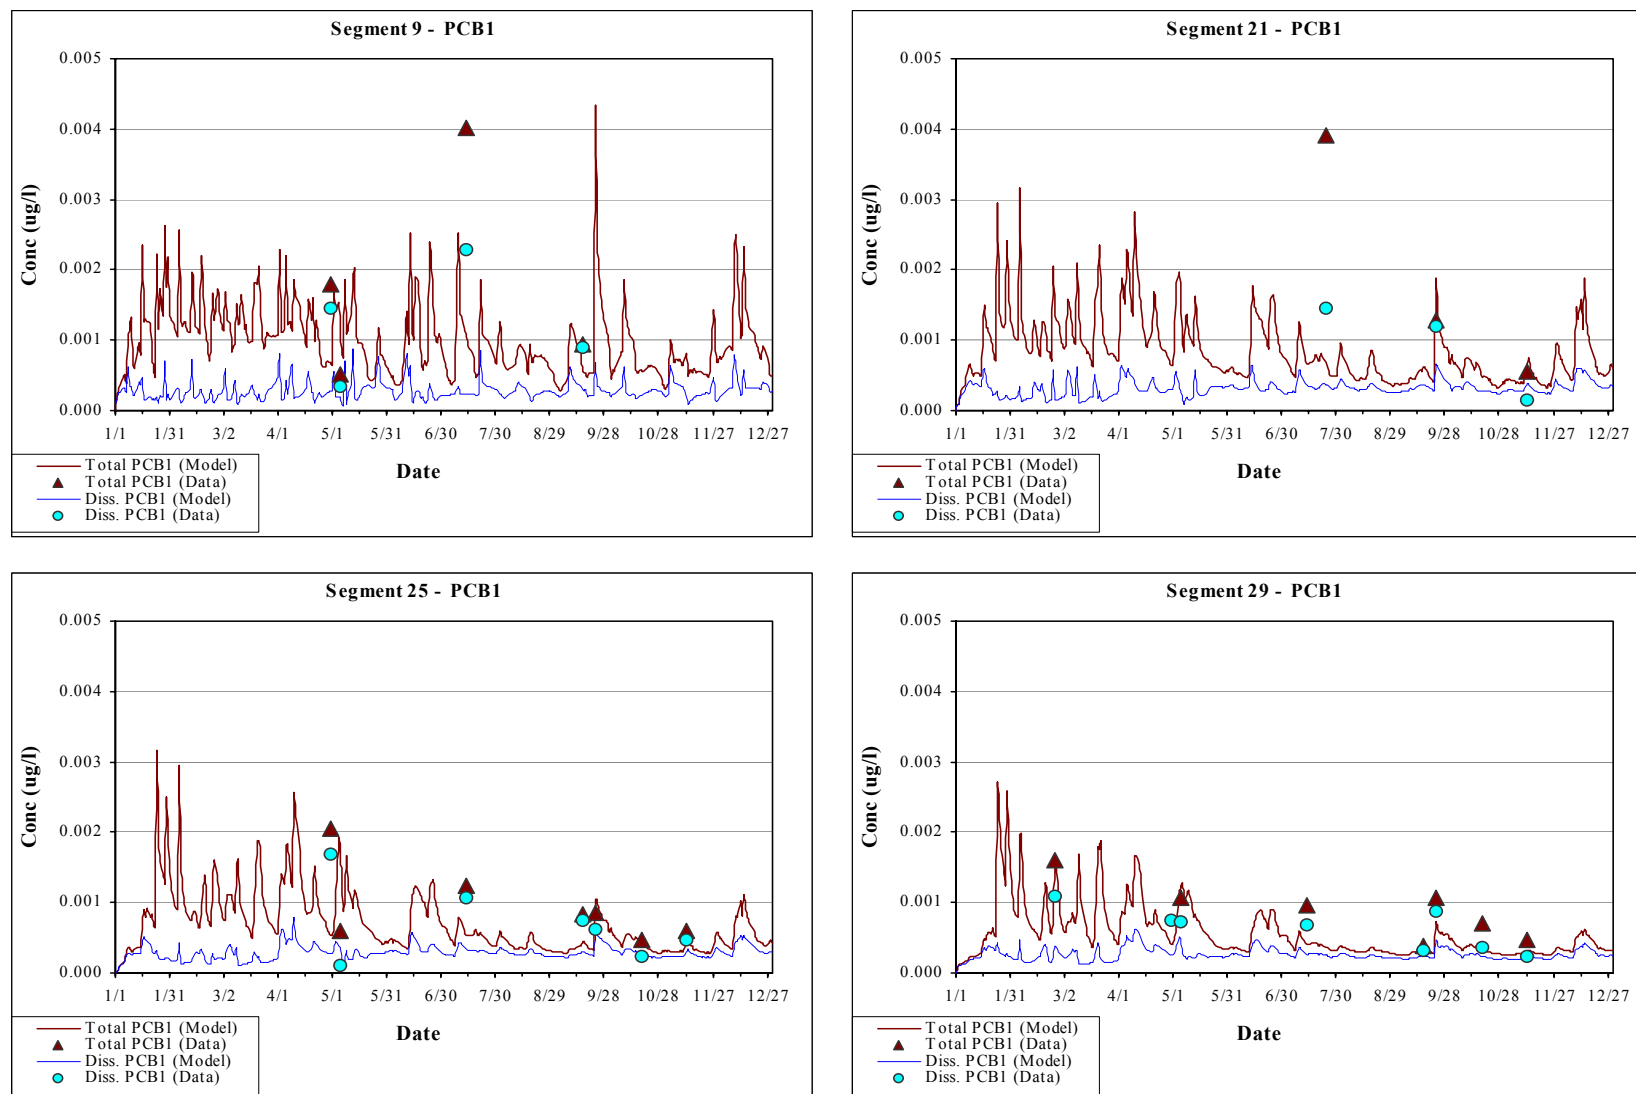 Segment 9 - PCB1
0.005
0.004
0.003
0.002
0.001
0.000
Conc (ug/l)
1/1 1/31 3/2 4/1 5/1 5/31 6/30 7/30 8/29 9/28 10/28 11/27 12/27
Date
Total PCB1 (Model)
Total PCB1 (Data)
Diss. PCB1 (Model)
Diss. PCB1 (Data)
Segment 21 - PCB1
0.005
0.004
0.003
0.002
0.001
0.000
Conc (ug/l)
1/1 1/31 3/2 4/1 5/1 5/31 6/30 7/30 8/29 9/28 10/28 11/27 12/27
Date
Total PCB1 (Model)
Total PCB1 (Data)
Diss. PCB1 (Model)
Diss. PCB1 (Data)
Segment 25 - PCB1
0.005
0.004
0.003
0.002
0.001
0.000
Conc (ug/l)
1/1 1/31 3/2 4/1 5/1 5/31 6/30 7/30 8/29 9/28 10/28 11/27 12/27
Date
Total PCB1 (Model)
Total PCB1 (Data)
Diss. PCB1 (Model)
Diss. PCB1 (Data)
Segment 29 - PCB1
0.005
0.004
0.003
0.002
0.001
0.000
Conc (ug/l)
1/1 1/31 3/2 4/1 5/1 5/31 6/30 7/30 8/29 9/28 10/28 11/27 12/27
Date
Total PCB1 (Model)
Total PCB1 (Data)
Diss. PCB1 (Model)
Diss. PCB1 (Data)